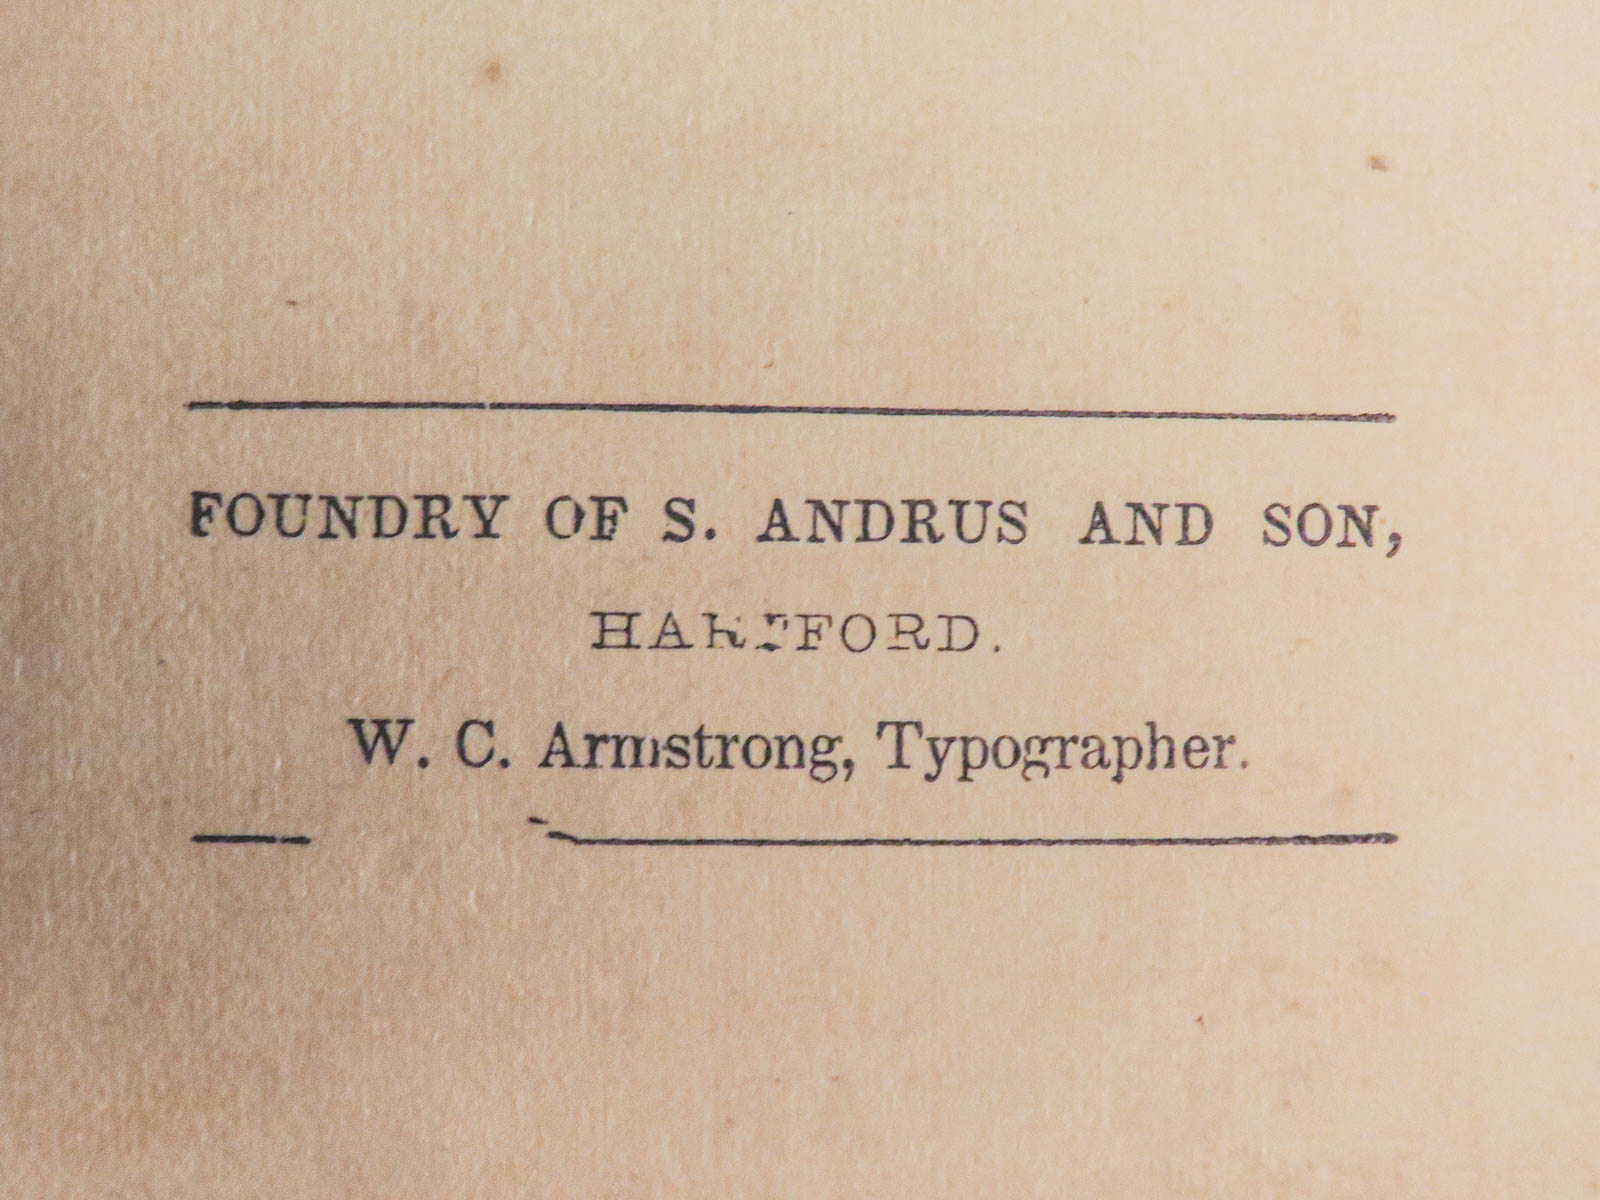 FOUNDRY OF S. ANDRUS AND SON,
HARTFORD.
W. C. Armstrong, Typographer.